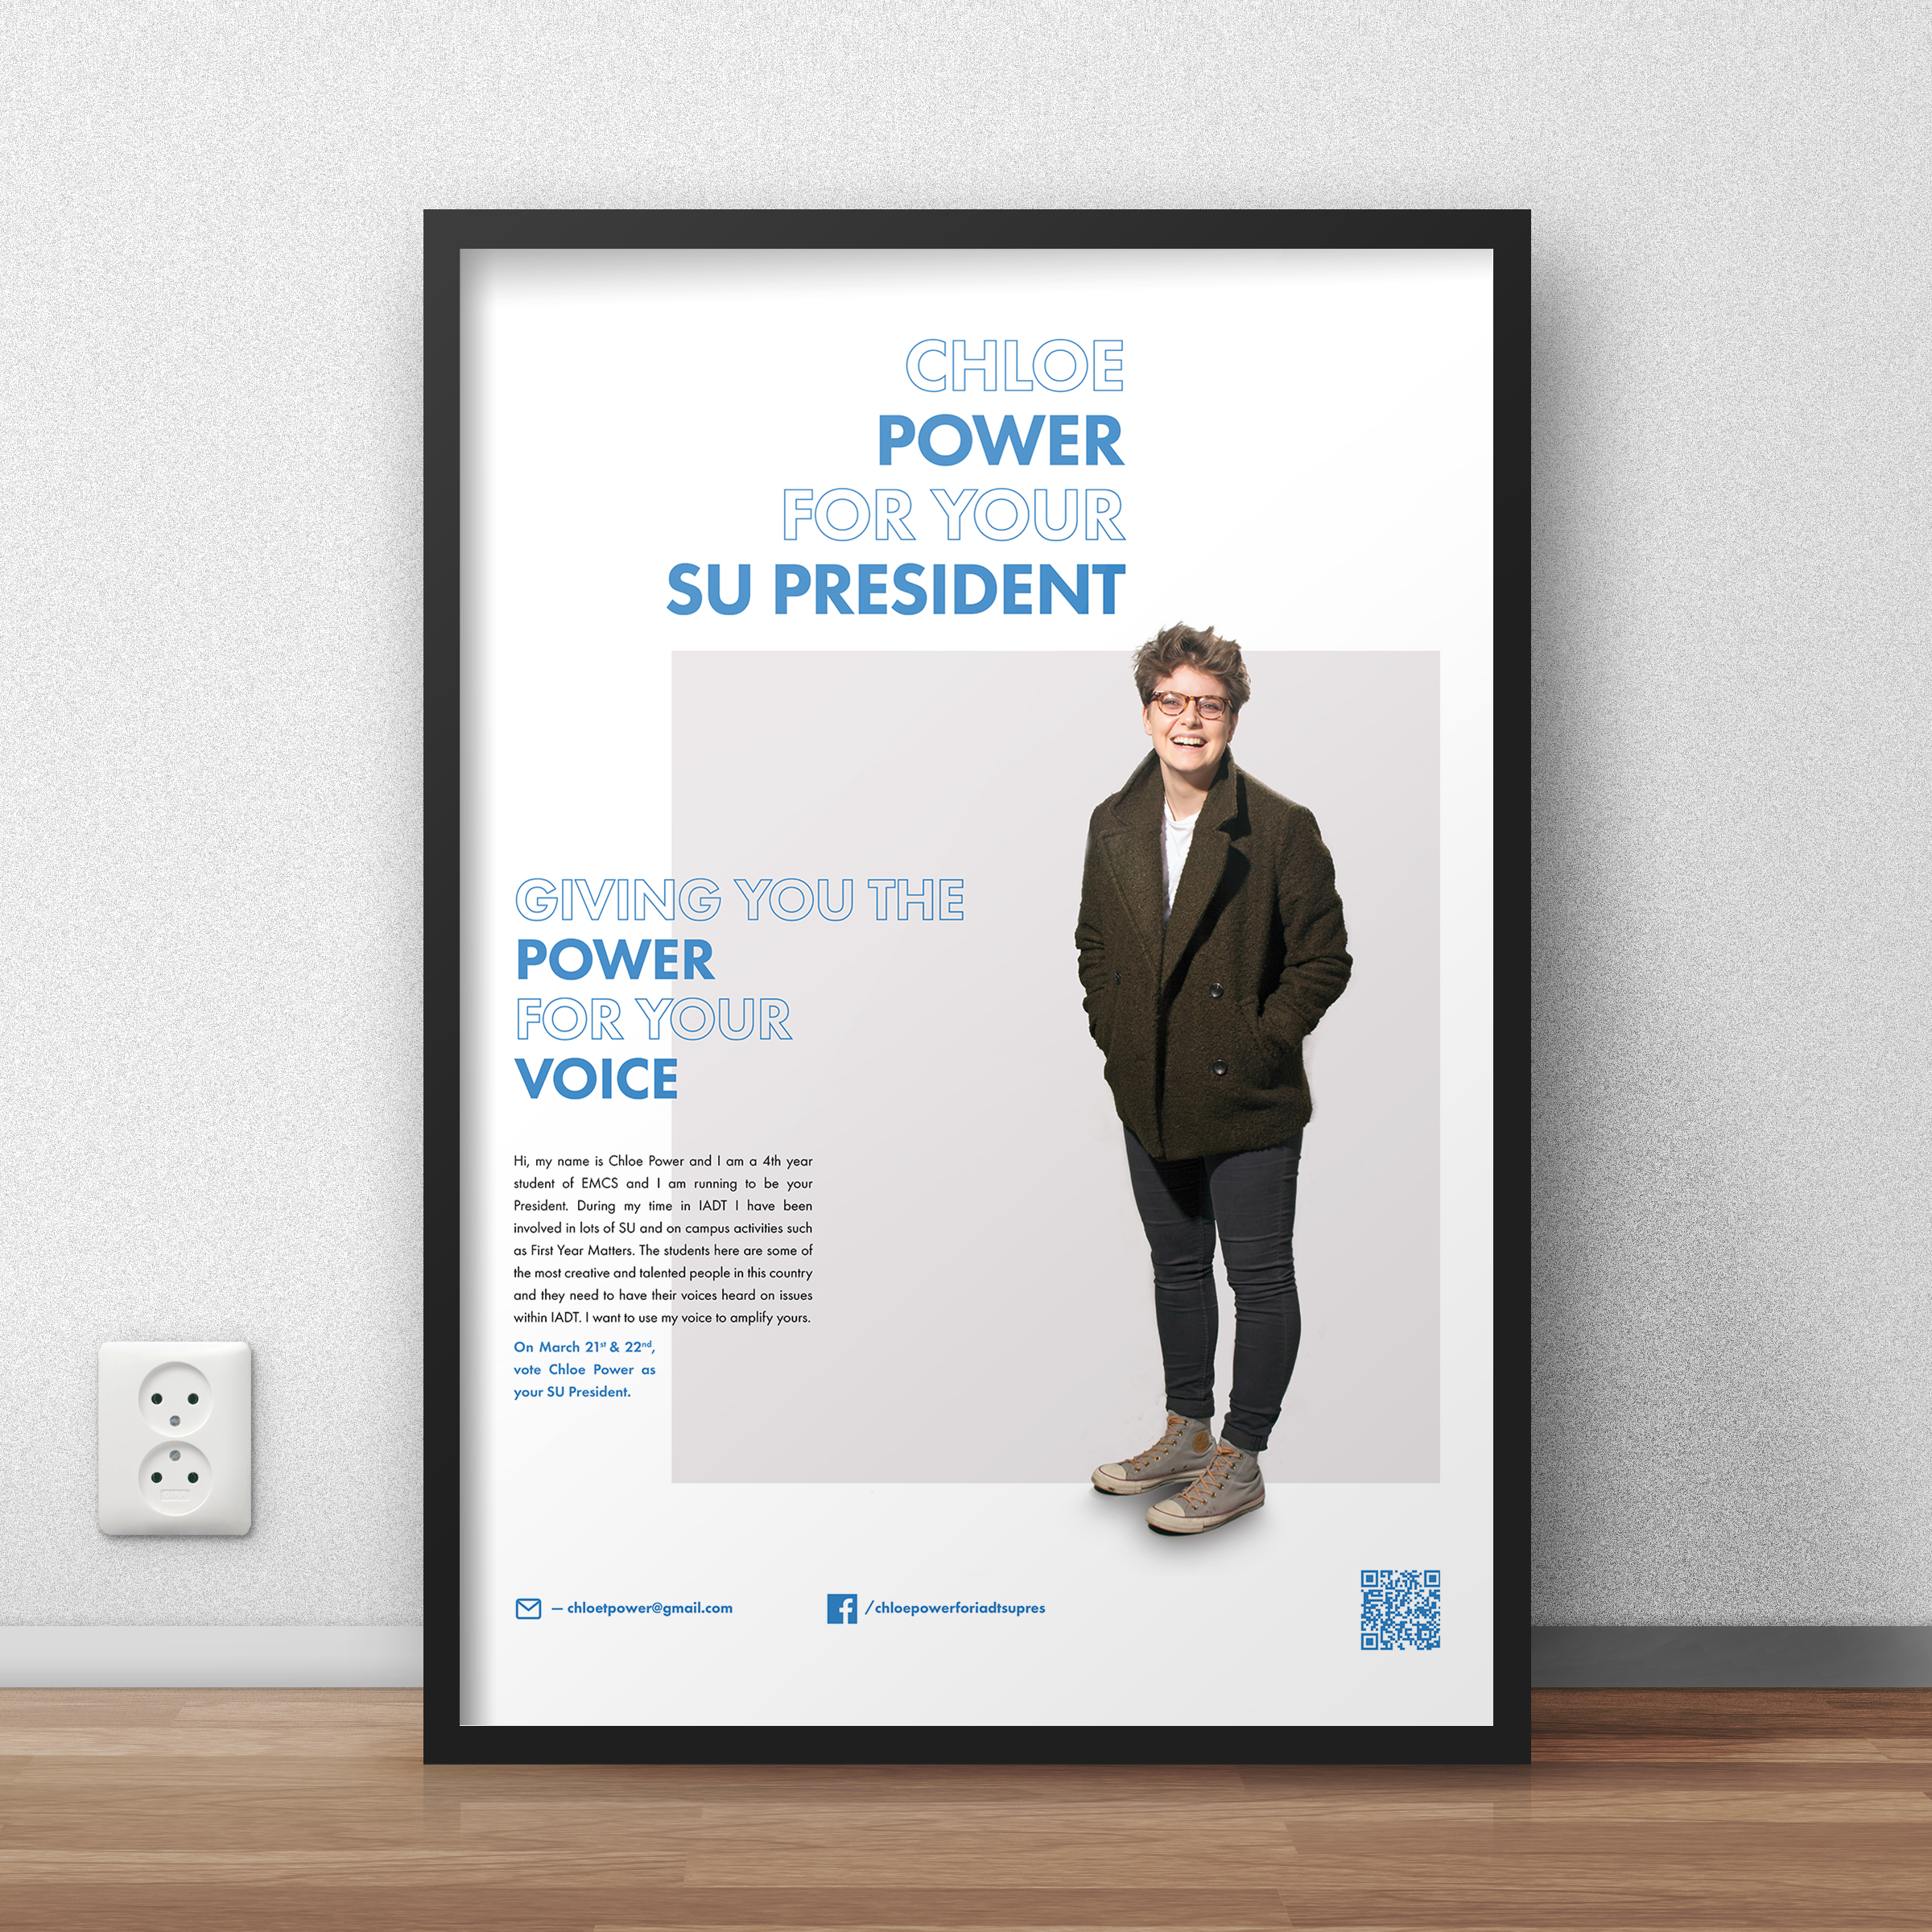 CHLOE
POWER
FOR YOUR
SU PRESIDENT
GIVING YOU THE
POWER
FOR YOUR
VOICE
Hi, my name is Chloe Power and I am a 4th year
student of EMCS and I am running to be your
President. During my time in IADT I have been
involved in lots of SU and on campus activities such
as First Year Matters. The students here are some of
the most creative and talented people in this country
and they need to have their voices heard on issues
within IADT. I want to use my voice to amplify yours.
On March 21st & 22nd,
vote Chloe Power as
your SU President.
— chloetpower@gmail.com
/chloepowerforiadtsupres